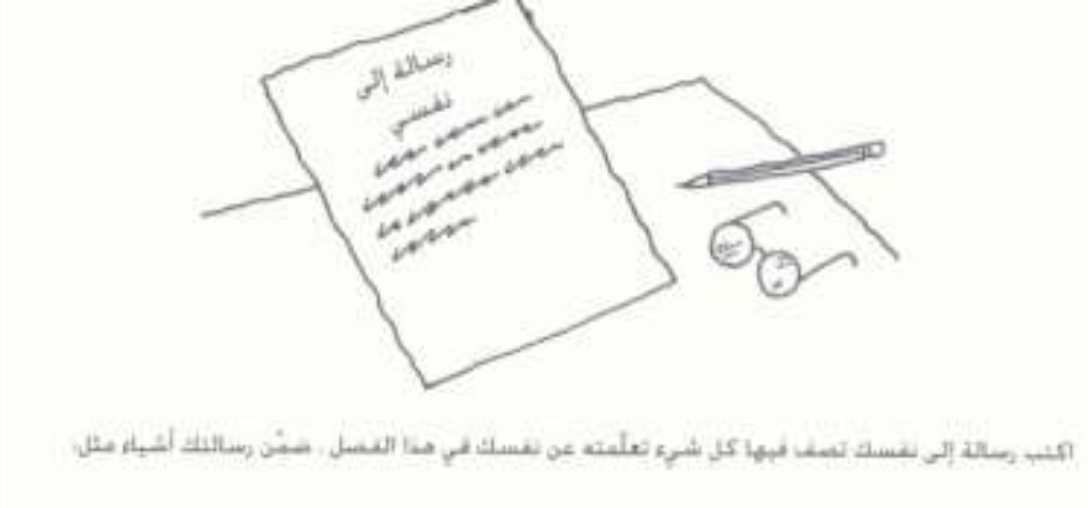 رسالة إلى
نفسي
اكتب رسالة إلى نفسك تصف فيها كل شيء تعلّمته عن نفسك في هذا الفصل . ضمّن رسالتك أشياء مثل: